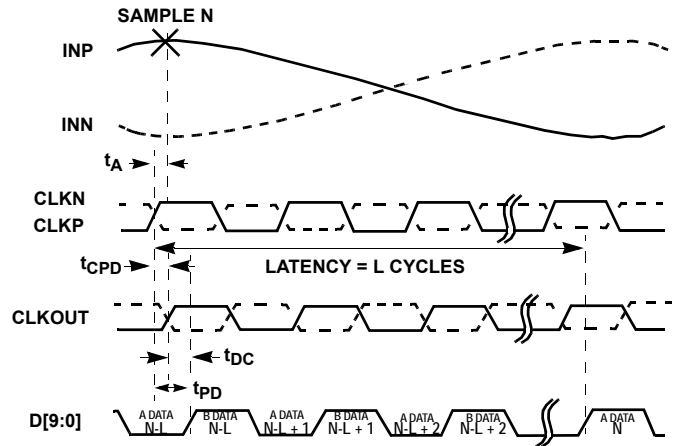 SAMPLE N
INP
INN
tA
CLKN
CLKP
tCPD
LATENCY = L CYCLES
CLKOUT
tDC
tPD
D[9:0]
A DATA
N-L
B DATA
N-L
A DATA
N-L + 1
B DATA
N-L + 1
A DATA
N-L + 2
B DATA
N-L + 2
A DATA
N